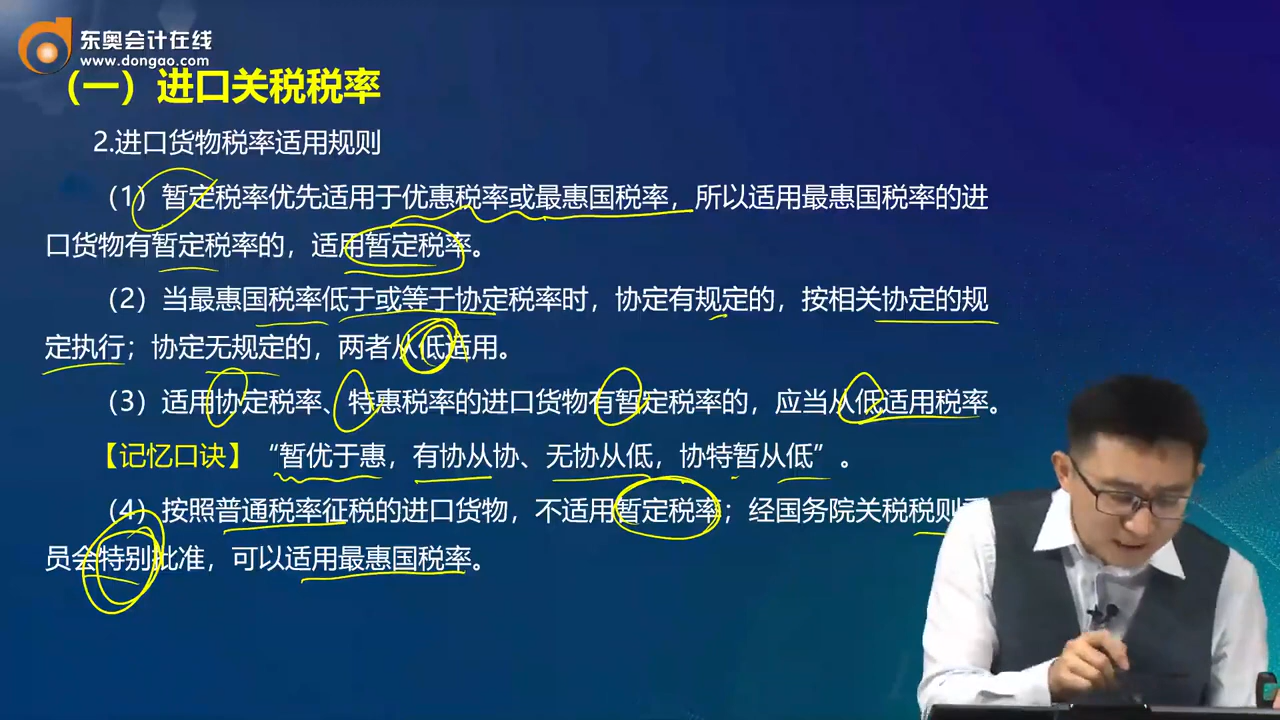 东奥会计在线
www.dongao.com
（一）进口关税税率
2.进口货物税率适用规则
（1）暂定税率优先适用于优惠税率或最惠国税率，所以适用最惠国税率的进
口货物有暂定税率的，适用暂定税率。
（2）当最惠国税率低于或等于协定税率时，协定有规定的，按相关协定的规
定执行；协定无规定的，两者从低适用。
（3）适用协定税率、特惠税率的进口货物有暂定税率的，应当从低适用税率。
【记忆口诀】“暂优于惠，有协从协、无协从低，协特暂从低”。
（4）按照普通税率征税的进口货物，不适用暂定税率；经国务院关税税则
员会特别批准，可以适用最惠国税率。